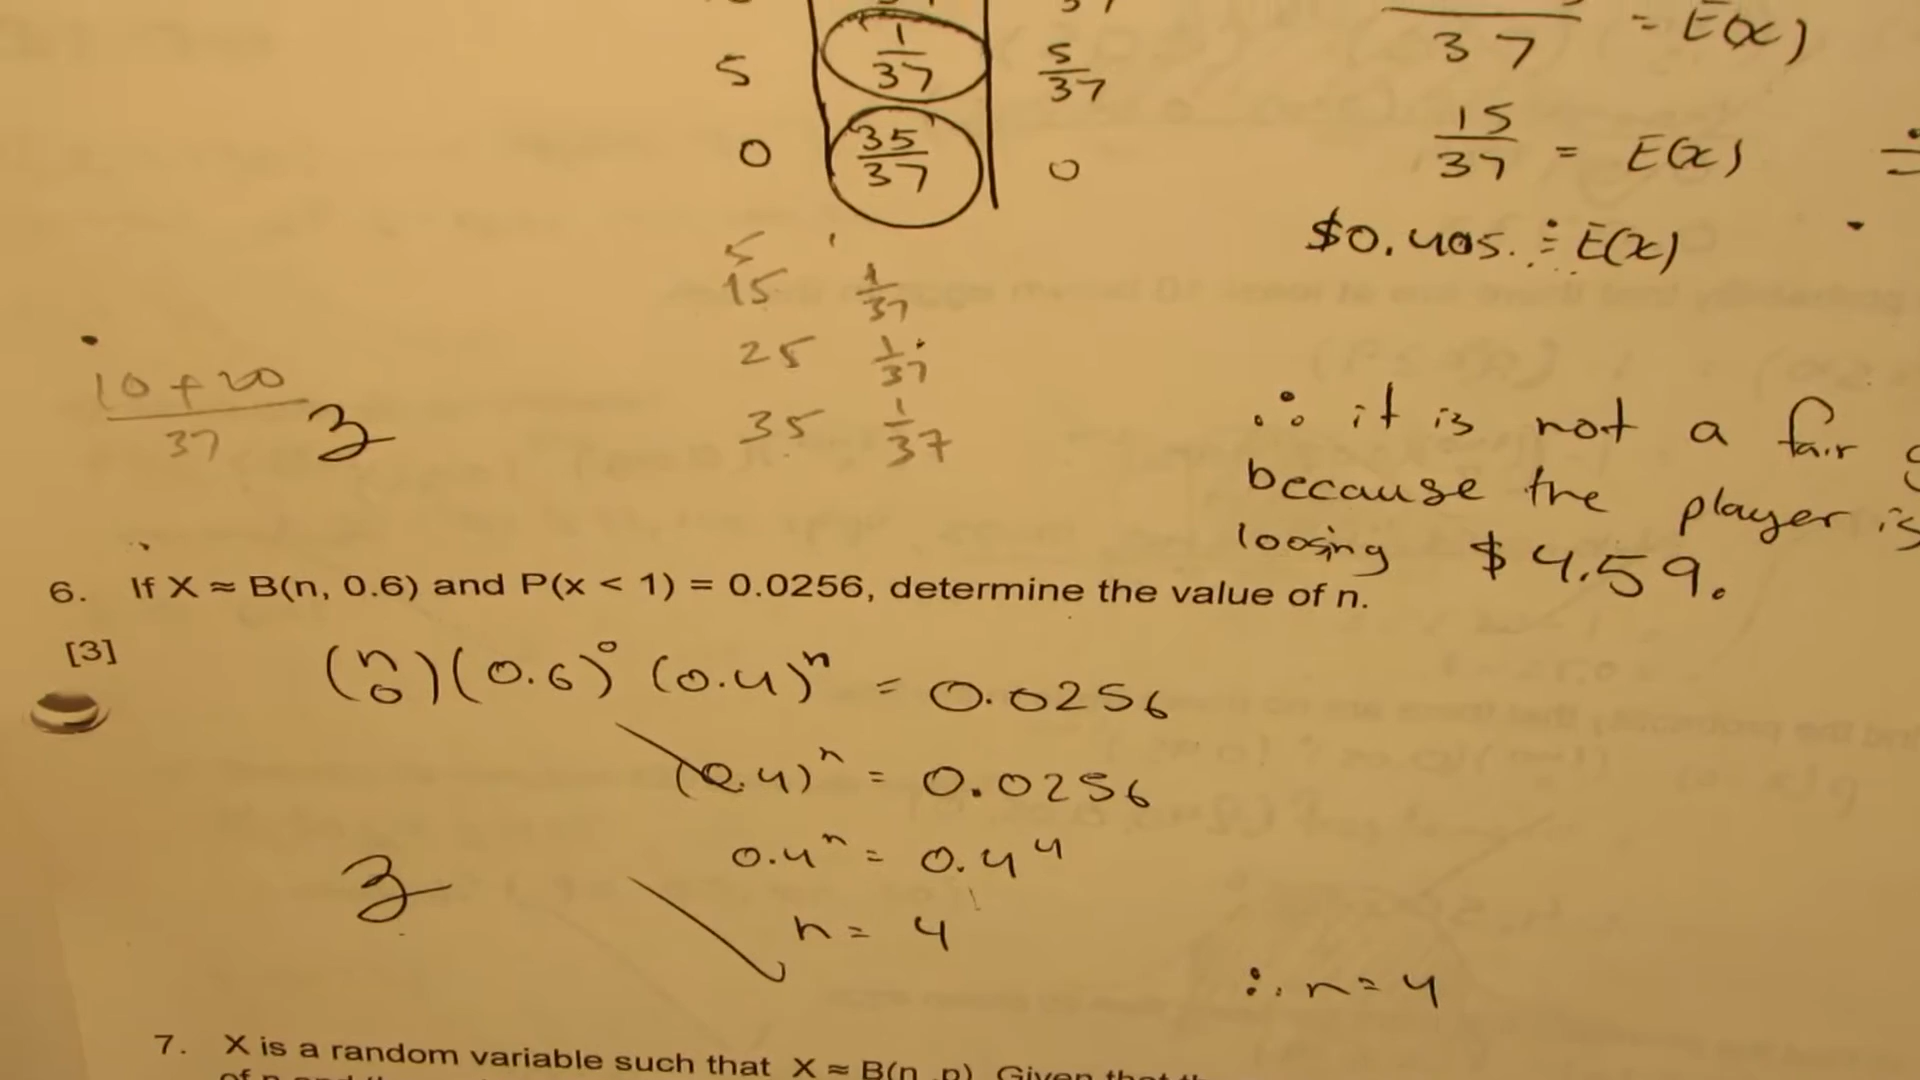 37 = E(x)
5 1/37 5/37
0 35/37 0
15/37 = E(x)
$0.405. = E(x)
5
15 1/37
25 1/37
35 1/37
10 + 20
37
3
∴ it is not a fair
because the player is
loosing $4.59.
6. If X ≈ B(n, 0.6) and P(x < 1) = 0.0256, determine the value of n.
[3]
(n 0)(0.6)^0 (0.4)^n = 0.0256
(0.4)^n = 0.0256
0.4^n = 0.4^4
3
n = 4
∴ n = 4
7. X is a random variable such that X ≈ B(n, p). Given that